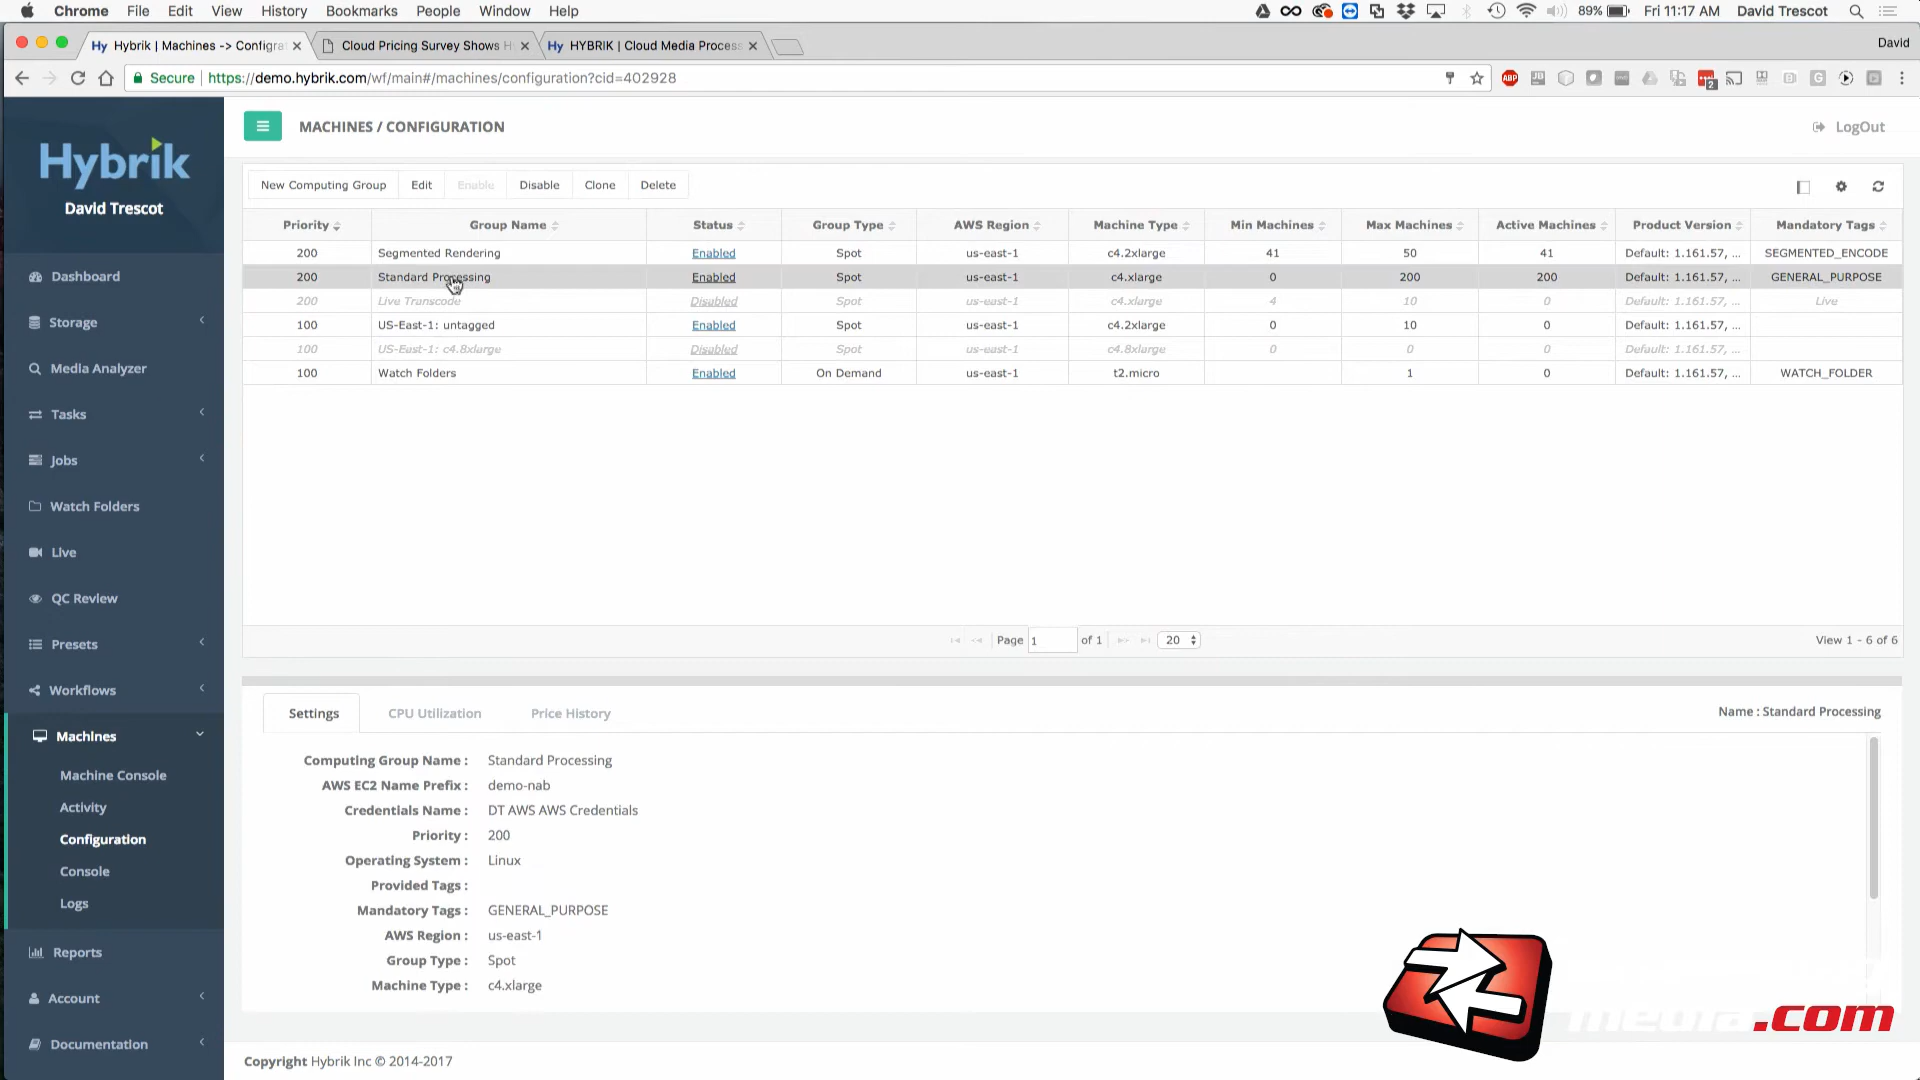 Chrome File Edit View History Bookmarks People Window Help 89% Fri 11:17 AM David Trescot
Hy Hybrik | Machines -> Configra Cloud Pricing Survey Shows H Hy HYBRIK | Cloud Media Process David
Secure https://demo.hybrik.com/wf/main#/machines/configuration?cid=402928
Hybrik
David Trescot
Dashboard
Storage
Media Analyzer
Tasks
Jobs
Watch Folders
Live
QC Review
Presets
Workflows
Machines
Machine Console
Activity
Configuration
Console
Logs
Reports
Account
Documentation
MACHINES / CONFIGURATION LogOut
New Computing Group Edit Enable Disable Clone Delete
Priority Group Name Status Group Type AWS Region Machine Type Min Machines Max Machines Active Machines Product Version Mandatory Tags
200 Segmented Rendering Enabled Spot us-east-1 c4.2xlarge 41 50 41 Default: 1.161.57, ... SEGMENTED_ENCODE
200 Standard Processing Enabled Spot us-east-1 c4.xlarge 0 200 200 Default: 1.161.57, ... GENERAL_PURPOSE
200 Live Transcode Disabled Spot us-east-1 c4.xlarge 4 10 0 Default: 1.161.57, ... Live
100 US-East-1: untagged Enabled Spot us-east-1 c4.2xlarge 0 10 0 Default: 1.161.57, ...
100 US-East-1: c4.8xlarge Disabled Spot us-east-1 c4.8xlarge 0 0 0 Default: 1.161.57, ...
100 Watch Folders Enabled On Demand us-east-1 t2.micro 1 0 Default: 1.161.57, ... WATCH_FOLDER
Page 1 of 1 20 View 1 - 6 of 6
Settings CPU Utilization Price History Name : Standard Processing
Computing Group Name : Standard Processing
AWS EC2 Name Prefix : demo-nab
Credentials Name : DT AWS AWS Credentials
Priority : 200
Operating System : Linux
Provided Tags :
Mandatory Tags : GENERAL_PURPOSE
AWS Region : us-east-1
Group Type : Spot
Machine Type : c4.xlarge
media.com
Copyright Hybrik Inc © 2014-2017